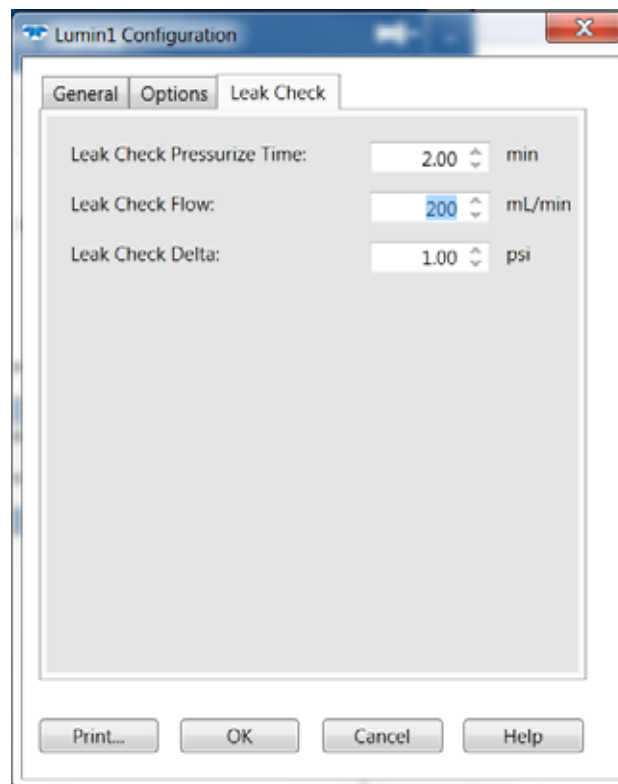 Lumin1 Configuration
General Options Leak Check
Leak Check Pressurize Time: 2.00 min
Leak Check Flow: 200 mL/min
Leak Check Delta: 1.00 psi
Print... OK Cancel Help